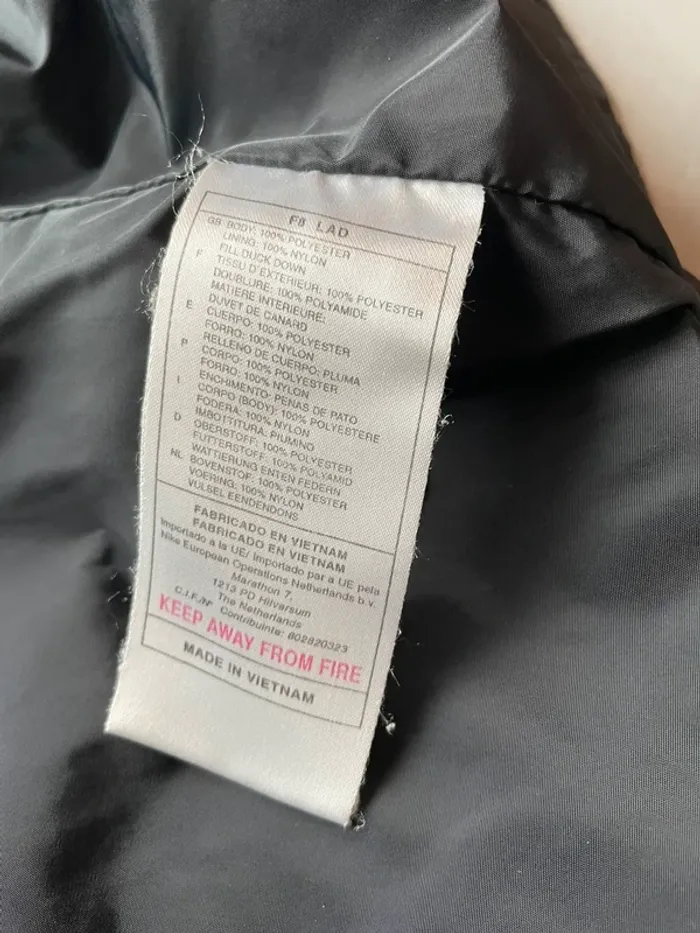 F8 LAD
GB BODY: 100% POLYESTER
LINING: 100% NYLON
FILL:DUCK DOWN
F TISSU D'EXTERIEUR: 100% POLYESTER
DOUBLURE: 100% POLYAMIDE
MATIERE INTERIEURE:
DUVET DE CANARD
E CUERPO: 100% POLYESTER
FORRO: 100% NYLON
RELLENO DE CUERPO: PLUMA
P CORPO: 100% POLYESTER
FORRO: 100% NYLON
ENCHIMENTO: PENAS DE PATO
I CORPO (BODY): 100% POLYESTERE
FODERA: 100% NYLON
IMBOTTITURA: PIUMINO
D OBERSTOFF: 100% POLYESTER
FUTTERSTOFF: 100% POLYAMID
WATTIERUNG ENTEN FEDERN
NL BOVENSTOF: 100% POLYESTER
VOERING: 100% NYLON
VULSEL EENDENDONS
FABRICADO EN VIETNAM
FABRICADO EN VIETNAM
Importado a la UE/ Importado par a UE pela
Nike European Operations Netherlands b.v.
Marathon 7,
1213 PD Hilversum
The Netherlands
C.I.F./Nº Contribuinte: 802820323
KEEP AWAY FROM FIRE
MADE IN VIETNAM